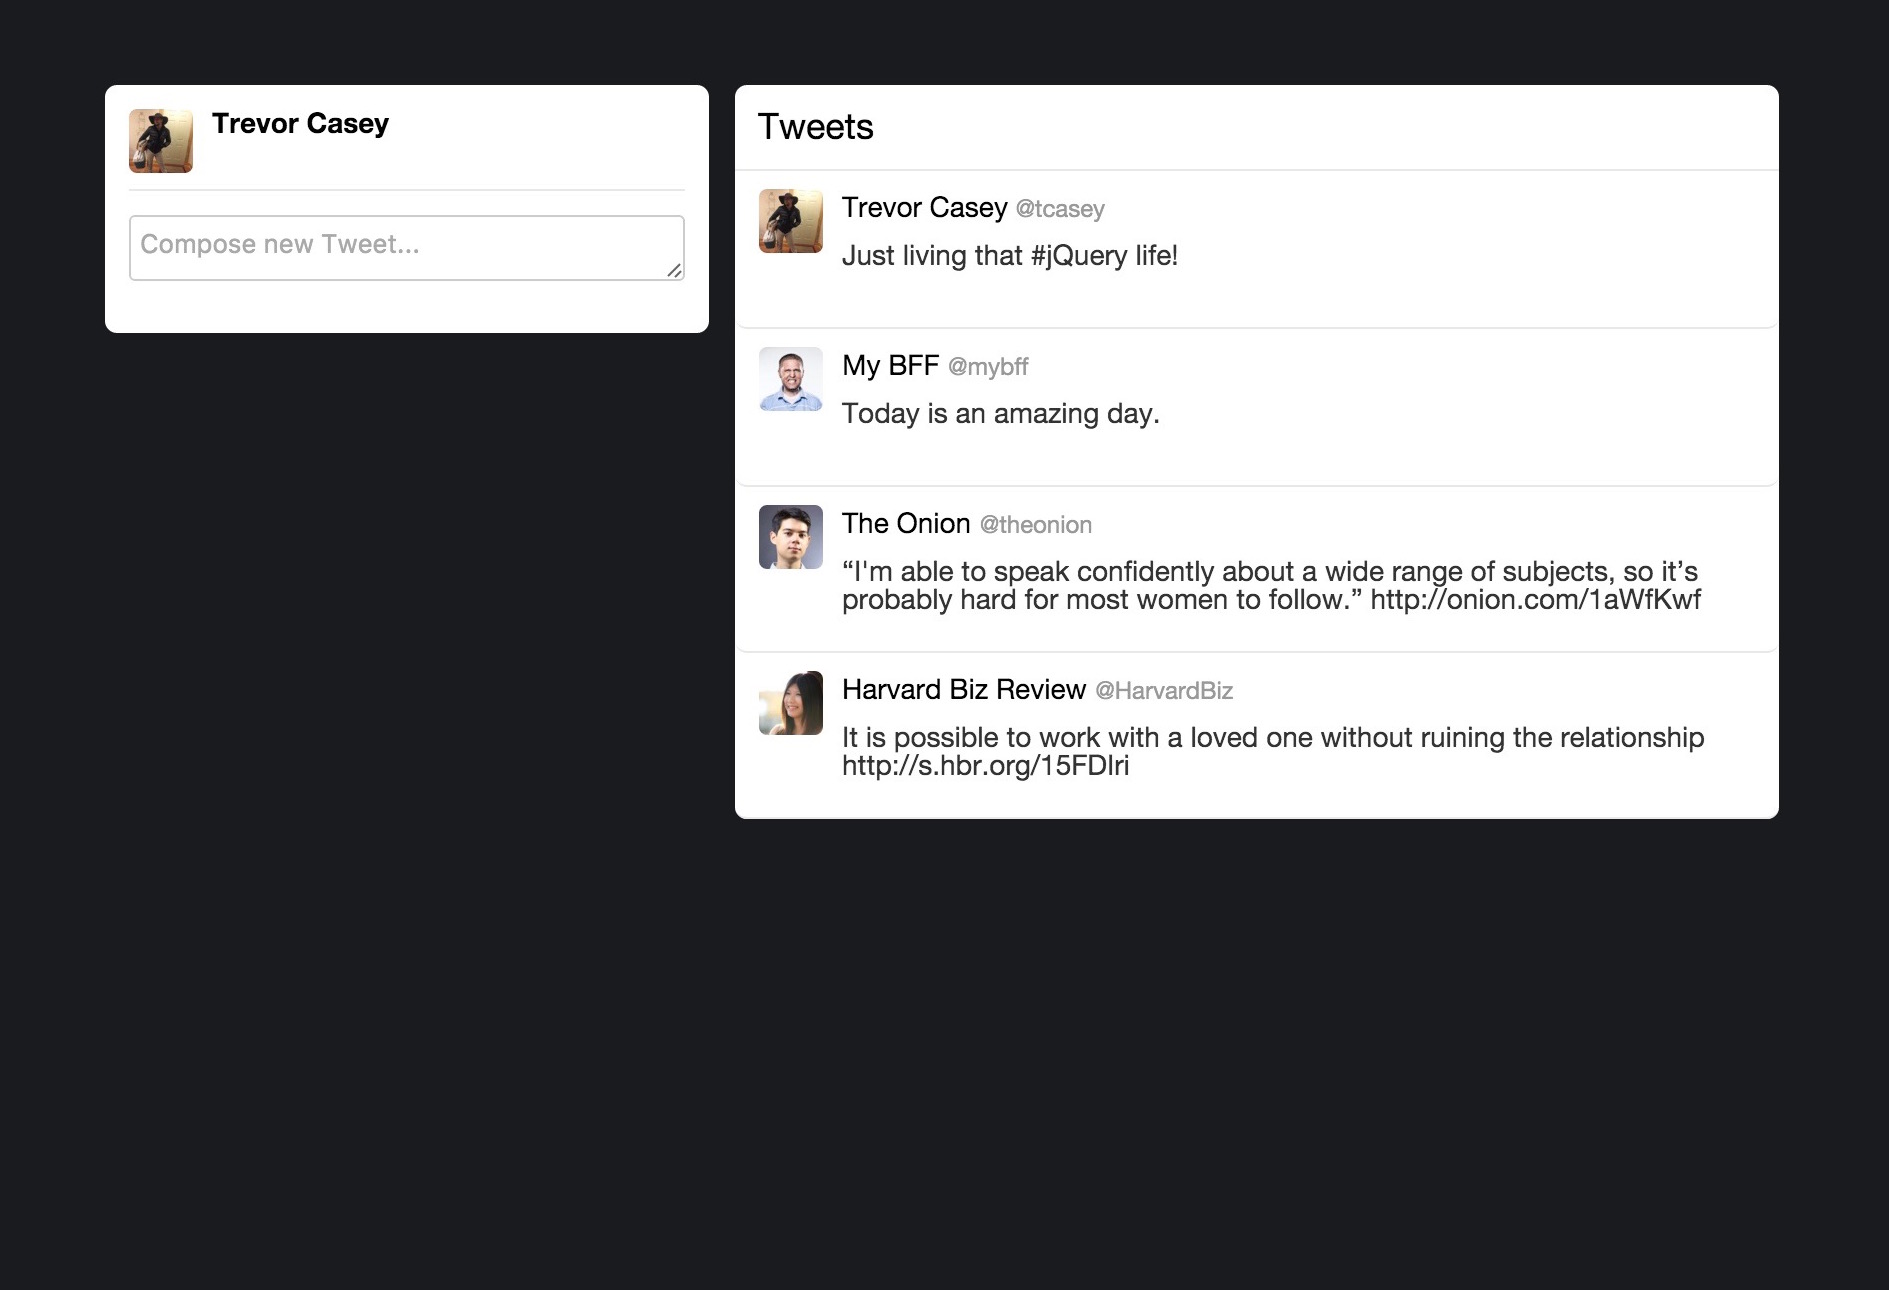 Trevor Casey
Compose new Tweet...
Tweets
Trevor Casey @tcasey
Just living that #jQuery life!
My BFF @mybff
Today is an amazing day.
The Onion @theonion
“I'm able to speak confidently about a wide range of subjects, so it’s
probably hard for most women to follow.” http://onion.com/1aWfKwf
Harvard Biz Review @HarvardBiz
It is possible to work with a loved one without ruining the relationship
http://s.hbr.org/15FDIri